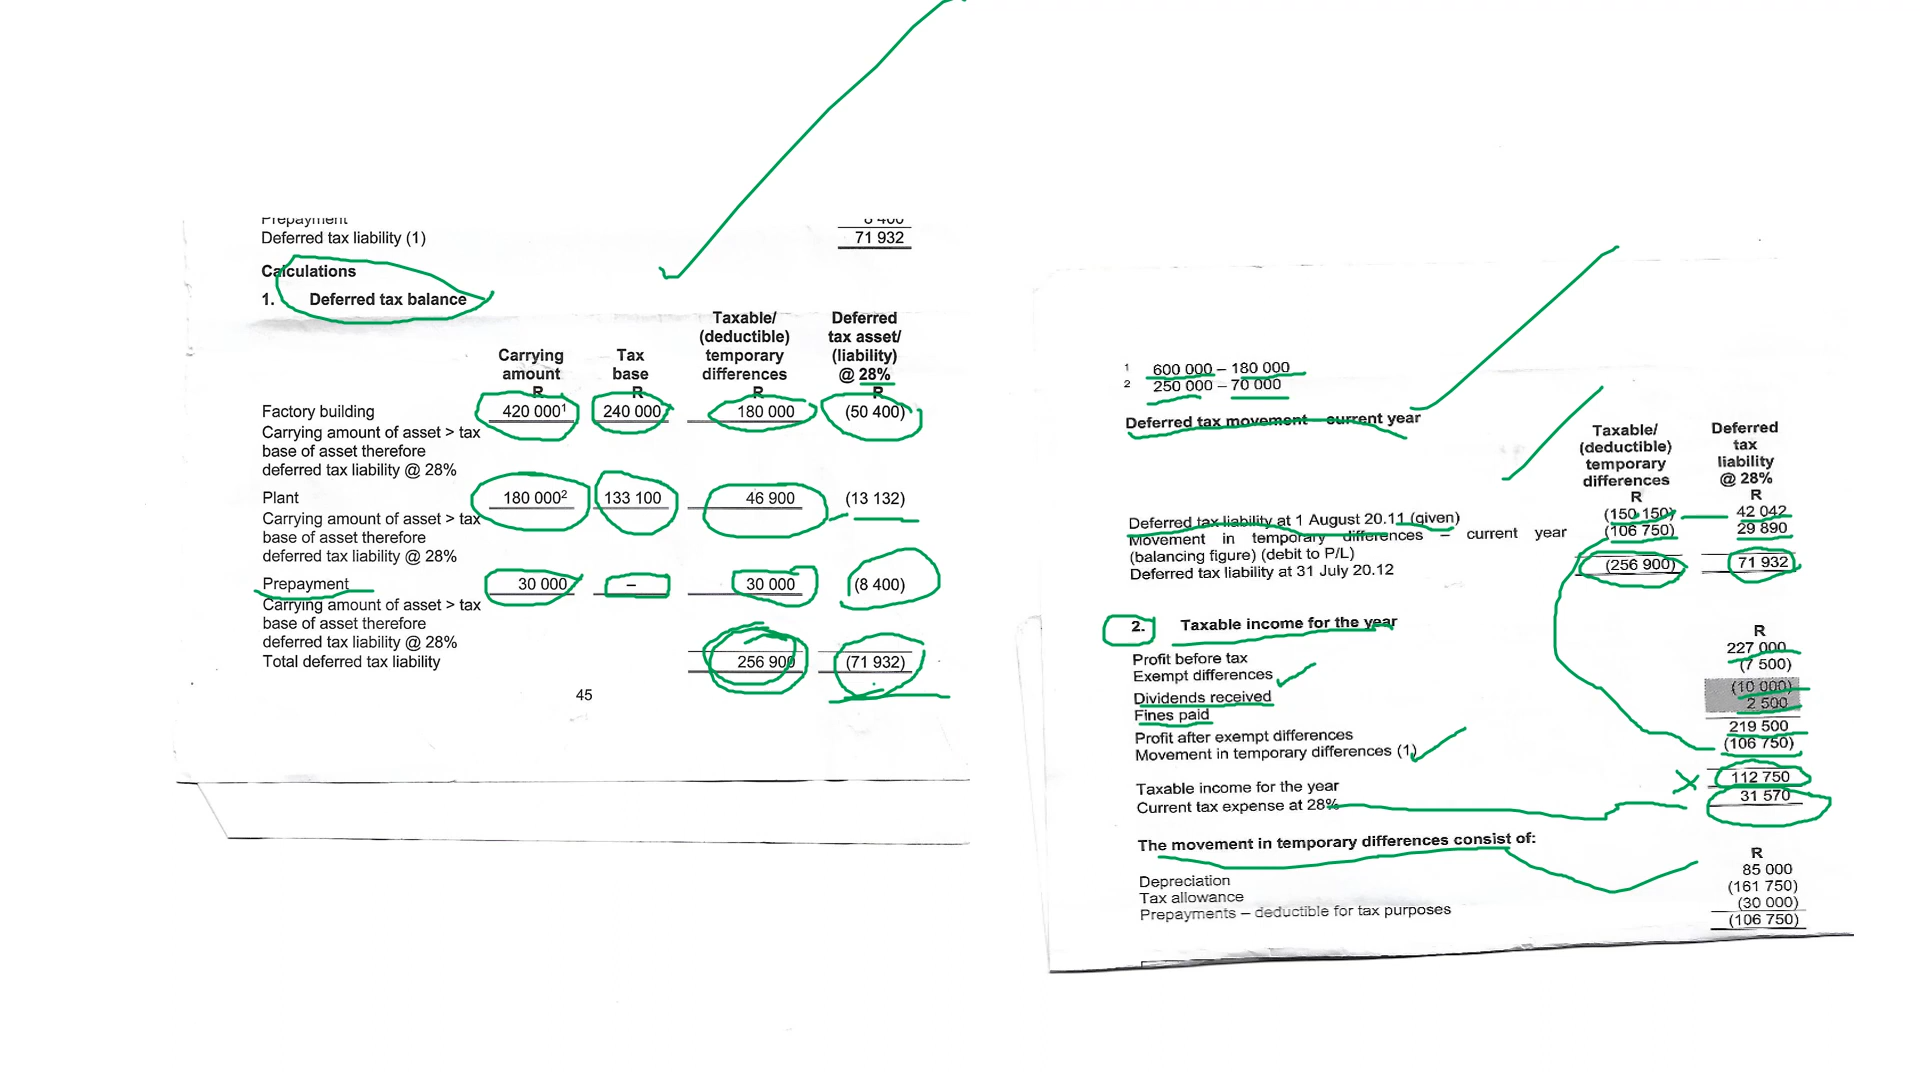 Prepayment 8 400
Deferred tax liability (1) 71 932
Calculations
1. Deferred tax balance
Taxable/ Deferred
(deductible) tax asset/
Carrying Tax temporary (liability)
amount base differences @ 28%
R R R R
Factory building 420 000¹ 240 000 180 000 (50 400)
Carrying amount of asset > tax
base of asset therefore
deferred tax liability @ 28%
Plant 180 000² 133 100 46 900 (13 132)
Carrying amount of asset > tax
base of asset therefore
deferred tax liability @ 28%
Prepayment 30 000 – 30 000 (8 400)
Carrying amount of asset > tax
base of asset therefore
deferred tax liability @ 28%
Total deferred tax liability 256 900 (71 932)
45
1 600 000 – 180 000
2 250 000 – 70 000
Deferred tax movement – current year
Taxable/ Deferred
(deductible) tax
temporary liability
differences @ 28%
R R
Deferred tax liability at 1 August 20.11 (given) (150 150) 42 042
Movement in temporary differences – current year (106 750) 29 890
(balancing figure) (debit to P/L)
Deferred tax liability at 31 July 20.12 (256 900) 71 932
2. Taxable income for the year
R
Profit before tax 227 000
Exempt differences (7 500)
Dividends received (10 000)
Fines paid 2 500
Profit after exempt differences 219 500
Movement in temporary differences (1) (106 750)
Taxable income for the year 112 750
Current tax expense at 28% 31 570
The movement in temporary differences consist of:
R
Depreciation 85 000
Tax allowance (161 750)
Prepayments – deductible for tax purposes (30 000)
(106 750)